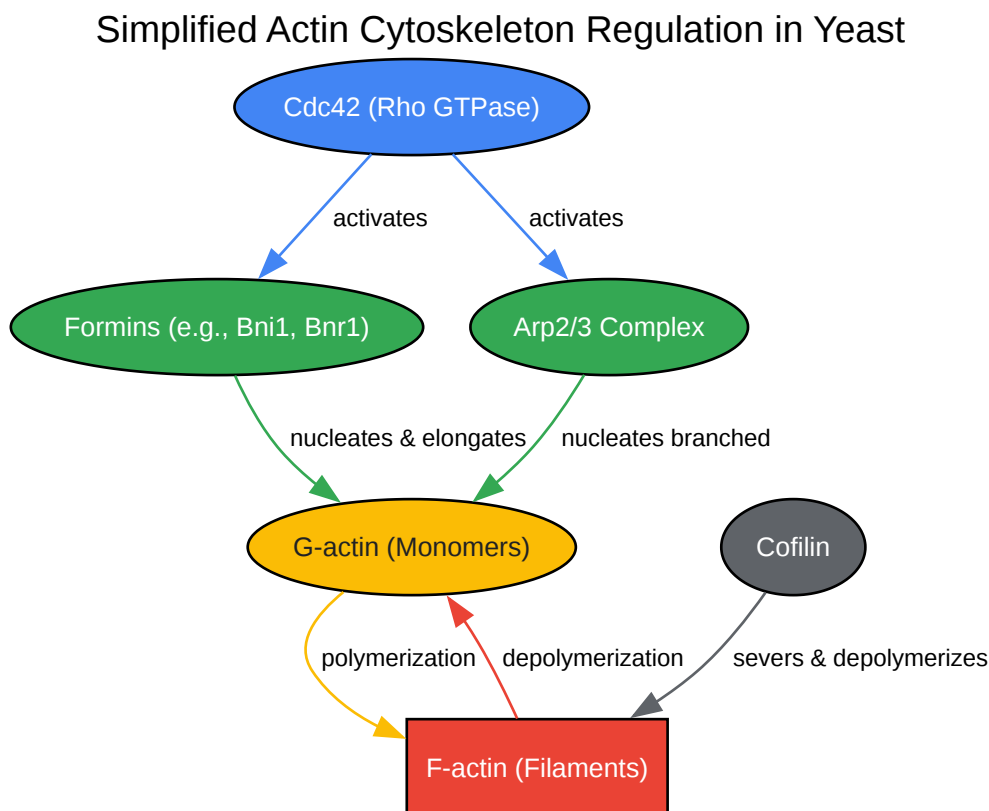 Simplified Actin Cytoskeleton Regulation in Yeast
Cdc42 (Rho GTPase)
activates
activates
Formins (e.g., Bni1, Bnr1)
Arp2/3 Complex
nucleates & elongates
nucleates branched
G-actin (Monomers)
Cofilin
polymerization
depolymerization
severs & depolymerizes
F-actin (Filaments)